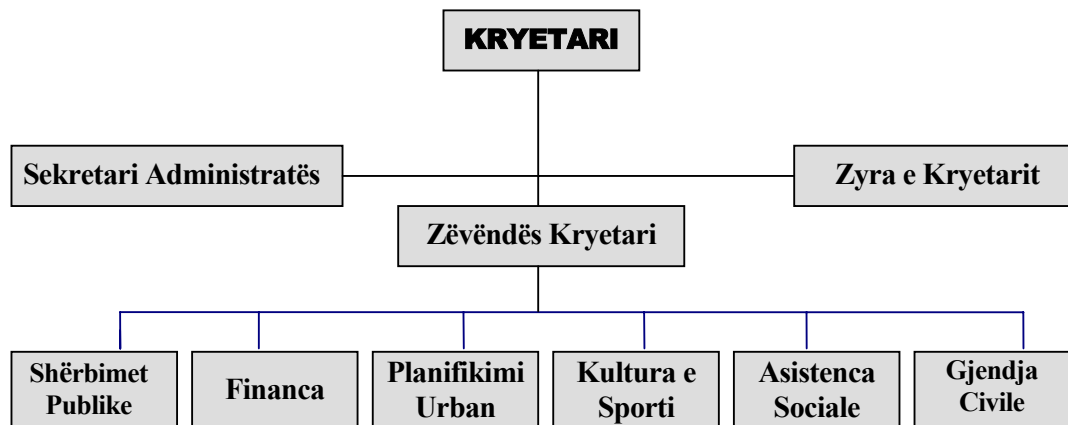 KRYETARI
Sekretari Administratës
Zyra e Kryetarit
Zëvëndës Kryetari
Shërbimet
Publike
Financa
Planifikimi
Urban
Kultura e
Sporti
Asistenca
Sociale
Gjendja
Civile